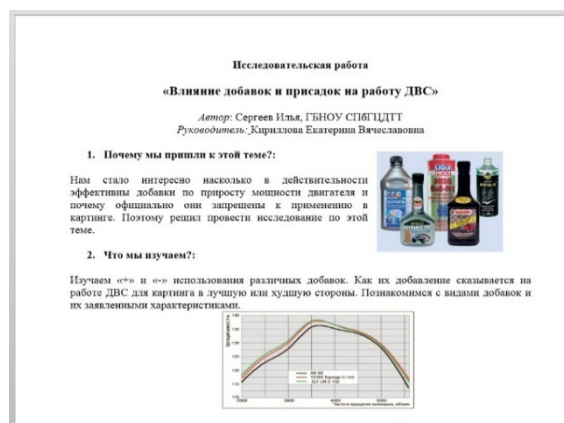 Исследовательская работа
«Влияние добавок и присадок на работу ДВС»
Автор: Сергеев Илья, ГБНОУ СПбГЦДТТ
Руководитель: Кириллова Екатерина Вячеславовна
1. Почему мы пришли к этой теме?:
Нам стало интересно насколько в действительности
эффективны добавки по приросту мощности двигателя и
почему официально они запрещены к применению в
картинге. Поэтому решил провести исследование по этой
теме.
LIQUI
MOLY
2. Что мы изучаем?:
Изучаем «+» и «-» использования различных добавок. Как их добавление сказывается на
работе ДВС для картинга в лучшую или худшую стороны. Познакомимся с видами добавок и
их заявленными характеристиками.